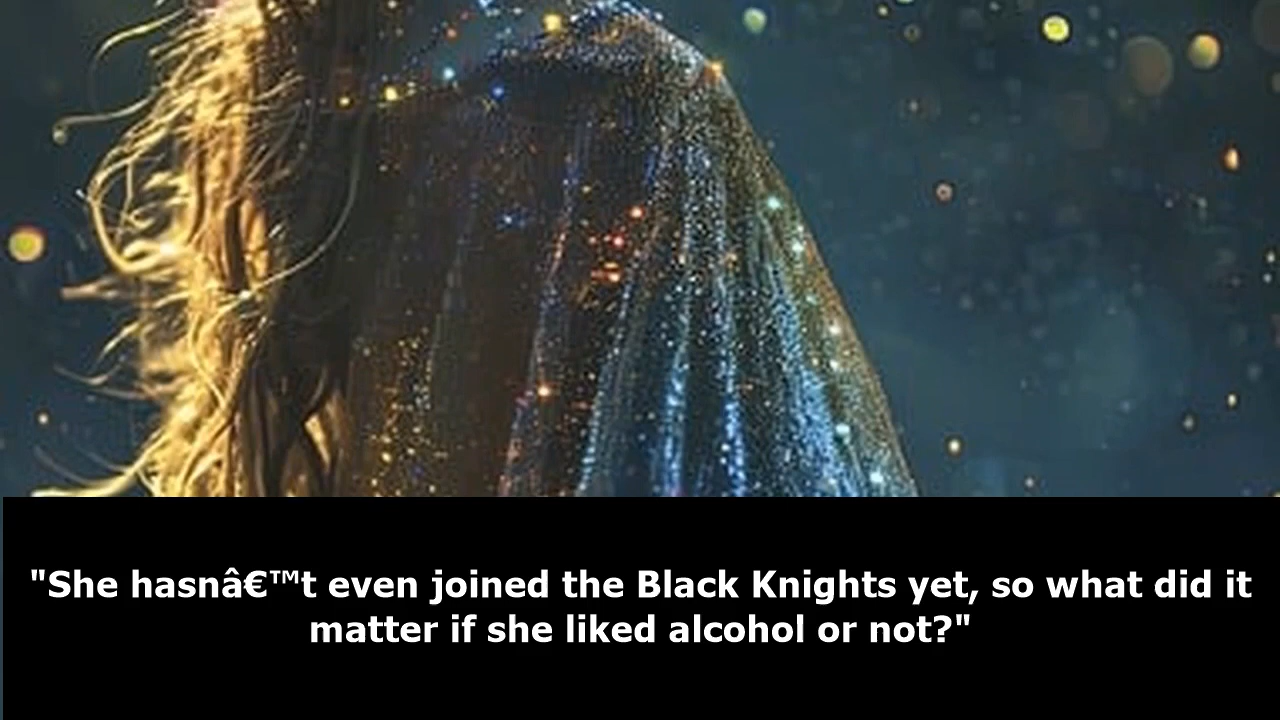 "She hasnâ€™t even joined the Black Knights yet, so what did it
matter if she liked alcohol or not?"